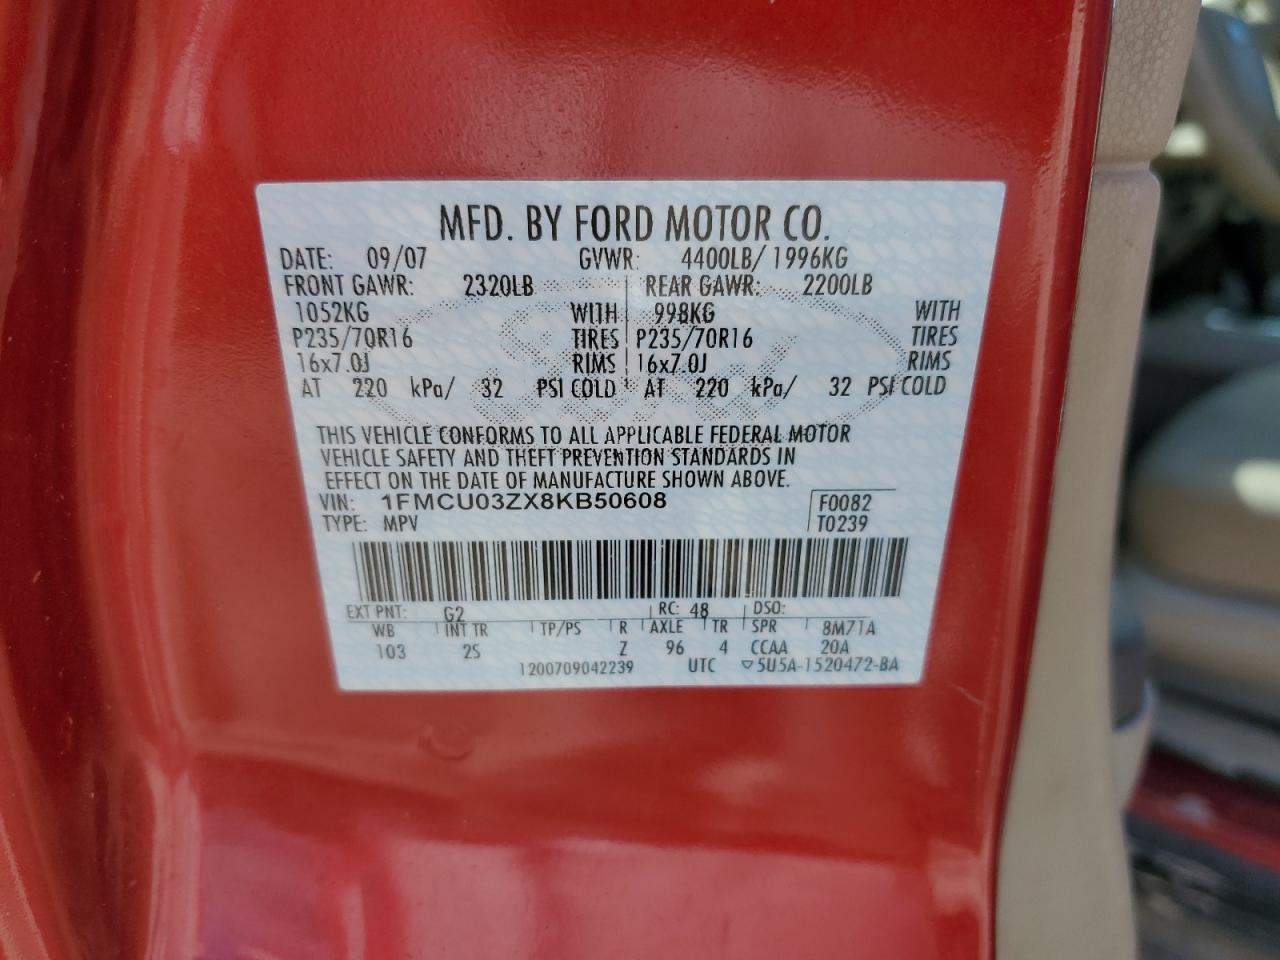 MFD. BY FORD MOTOR CO.
DATE: 09/07 GVWR: 4400LB/ 1996KG
FRONT GAWR: 2320LB REAR GAWR: 2200LB
1052KG WITH 998KG WITH
P235/70R16 TIRES P235/70R16 TIRES
16x7.0J RIMS 16x7.0J RIMS
AT 220 kPa/ 32 PSI COLD AT 220 kPa/ 32 PSI COLD
THIS VEHICLE CONFORMS TO ALL APPLICABLE FEDERAL MOTOR
VEHICLE SAFETY AND THEFT PREVENTION STANDARDS IN
EFFECT ON THE DATE OF MANUFACTURE SHOWN ABOVE.
VIN: 1FMCU03ZX8KB50608 F0082
TYPE: MPV T0239
EXT PNT: G2 RC: 48 DSO:
WB INT TR TP/PS R AXLE TR SPR 8M71A
103 2S Z 96 4 CCAA 20A
1200709042239 UTC ▽5U5A-1520472-BA